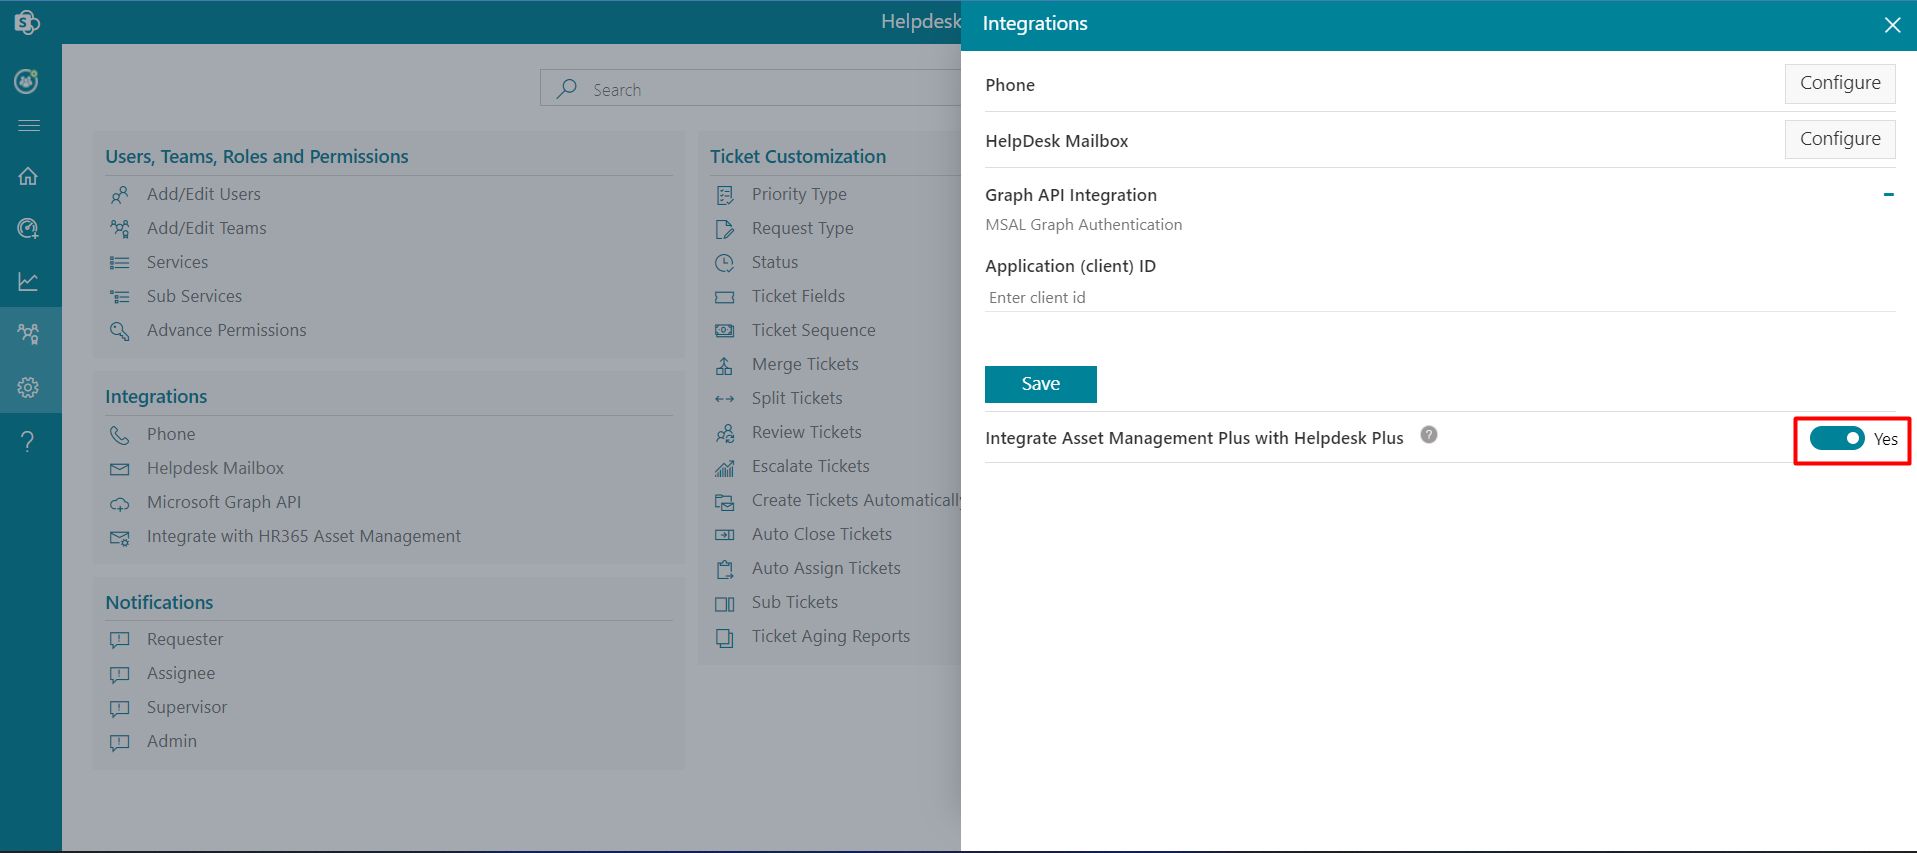 Helpdesk
Search
Users, Teams, Roles and Permissions
Add/Edit Users
Add/Edit Teams
Services
Sub Services
Advance Permissions
Integrations
Phone
Helpdesk Mailbox
Microsoft Graph API
Integrate with HR365 Asset Management
Notifications
Requester
Assignee
Supervisor
Admin
Ticket Customization
Priority Type
Request Type
Status
Ticket Fields
Ticket Sequence
Merge Tickets
Split Tickets
Review Tickets
Escalate Tickets
Create Tickets Automatically
Auto Close Tickets
Auto Assign Tickets
Sub Tickets
Ticket Aging Reports
Integrations
Phone
Configure
HelpDesk Mailbox
Configure
Graph API Integration
MSAL Graph Authentication
Application (client) ID
Enter client id
Save
Integrate Asset Management Plus with Helpdesk Plus ?
Yes